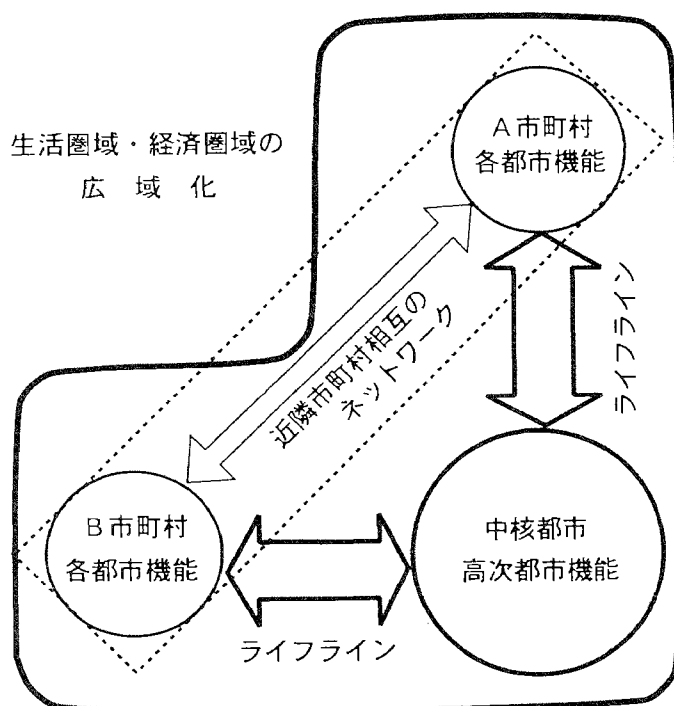 生活圏域・経済圏域の
広域化
A市町村
各都市機能
近隣市町村相互の
ネットワーク
ライフライン
B市町村
各都市機能
中核都市
高次都市機能
ライフライン